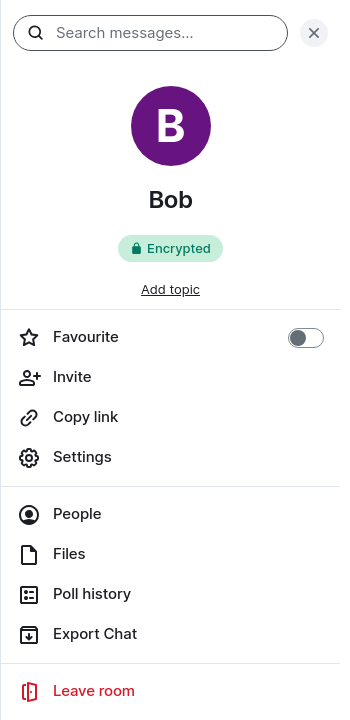 Search messages...
B
Bob
Encrypted
Add topic
Favourite
Invite
Copy link
Settings
People
Files
Poll history
Export Chat
Leave room